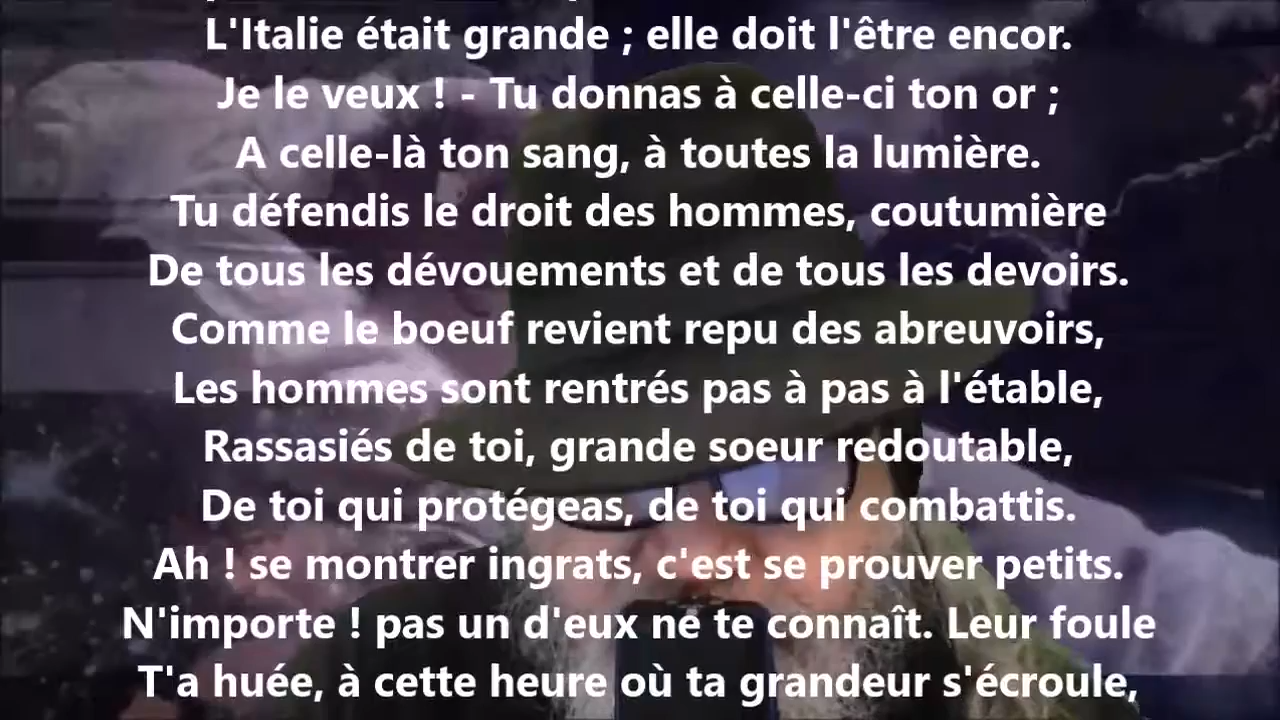 L'Italie était grande ; elle doit l'être encor.
Je le veux ! - Tu donnas à celle-ci ton or ;
A celle-là ton sang, à toutes la lumière.
Tu défendis le droit des hommes, coutumière
De tous les dévouements et de tous les devoirs.
Comme le boeuf revient repu des abreuvoirs,
Les hommes sont rentrés pas à pas à l'étable,
Rassasiés de toi, grande soeur redoutable,
De toi qui protégeas, de toi qui combattis.
Ah ! se montrer ingrats, c'est se prouver petits.
N'importe ! pas un d'eux ne te connaît. Leur foule
T'a huée, à cette heure où ta grandeur s'écroule,